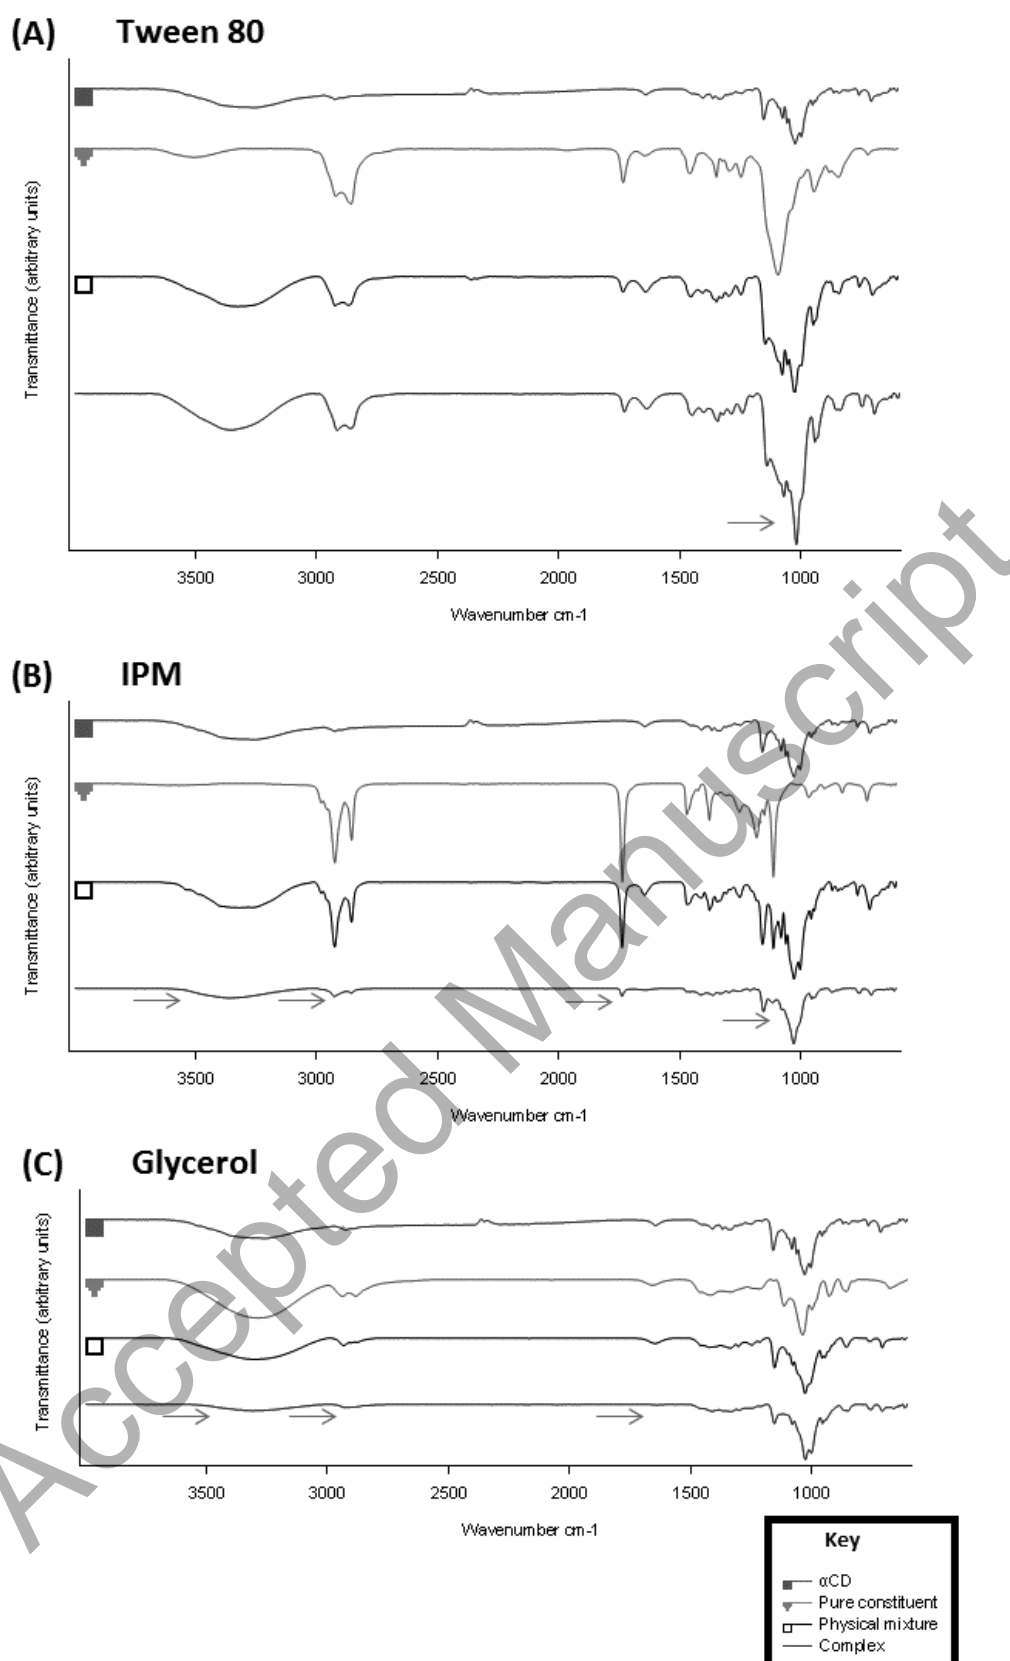 (A) Tween 80
Transmittance (arbitrary units)
3500 3000 2500 2000 1500 1000
Wavenumber cm-1
(B) IPM
Transmittance (arbitrary units)
3500 3000 2500 2000 1500 1000
Wavenumber cm-1
(C) Glycerol
Transmittance (arbitrary units)
3500 3000 2500 2000 1500 1000
Wavenumber cm-1
Key
αCD
Pure constituent
Physical mixture
Complex
Accepted Manuscript